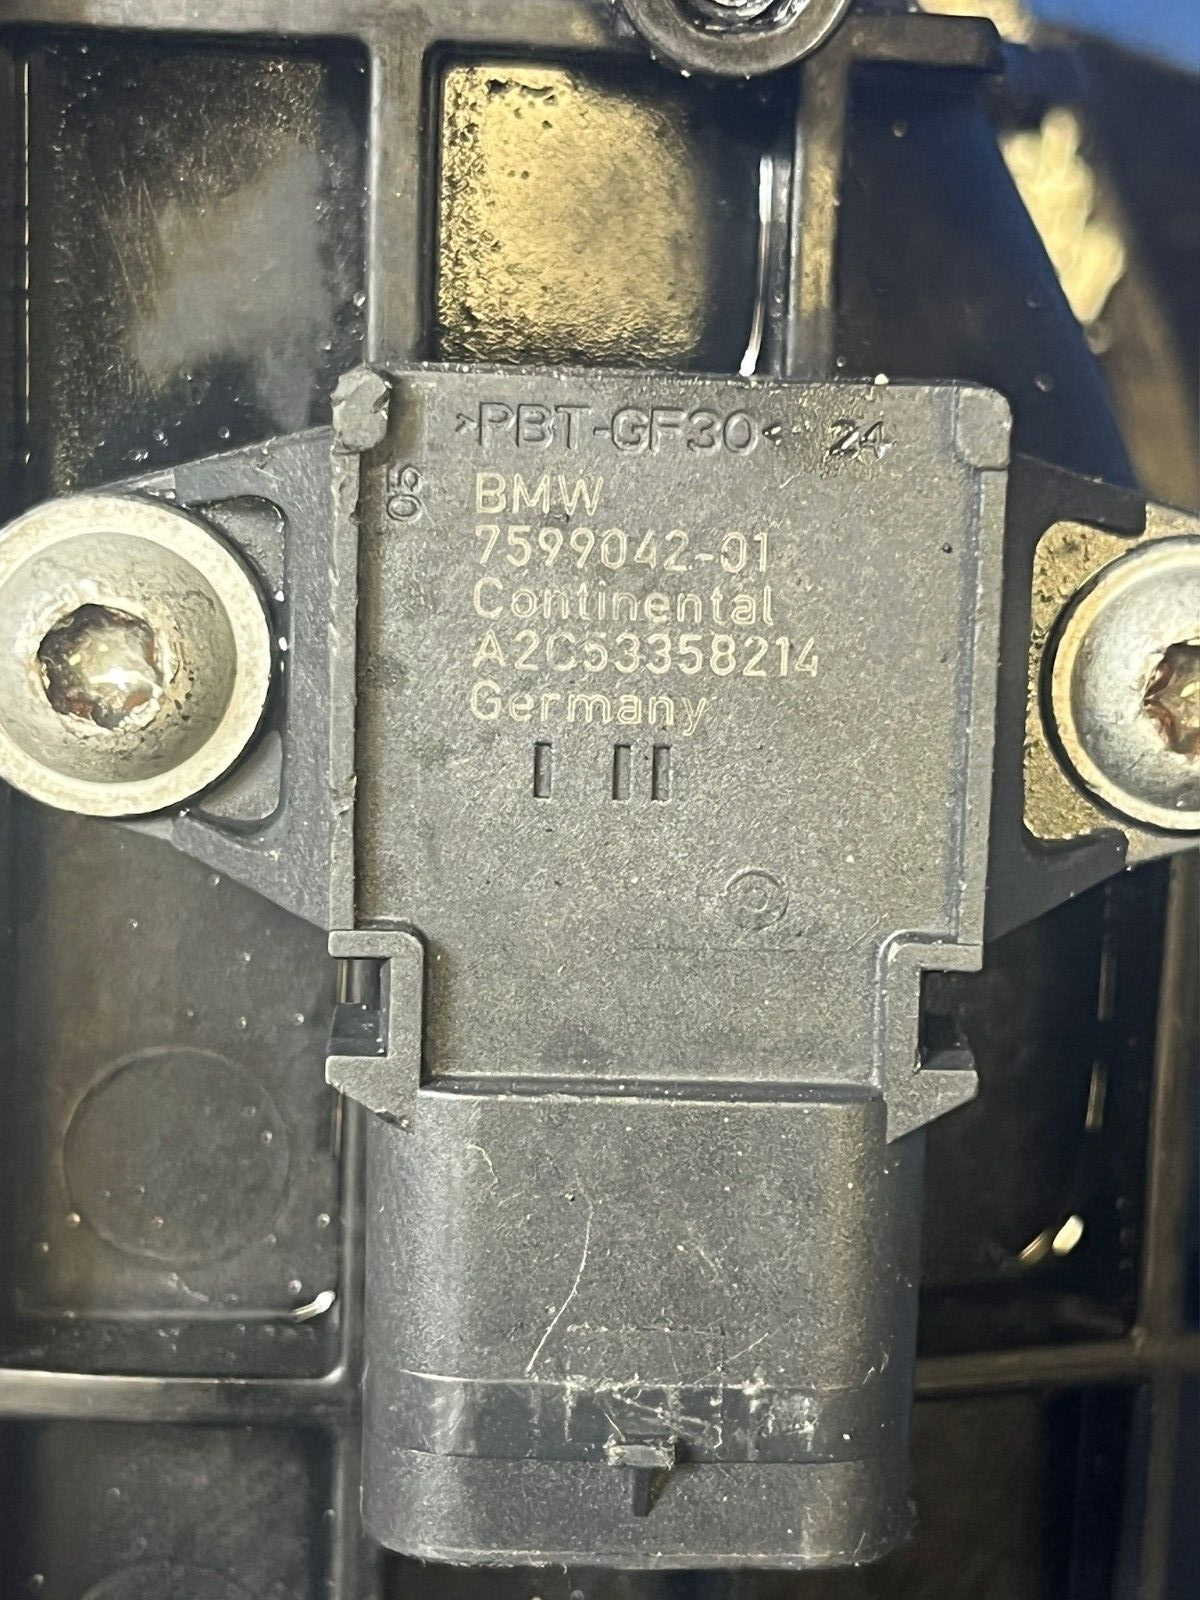 >PBT-GF30< 24
05
BMW
7599042-01
Continental
A2C53358214
Germany